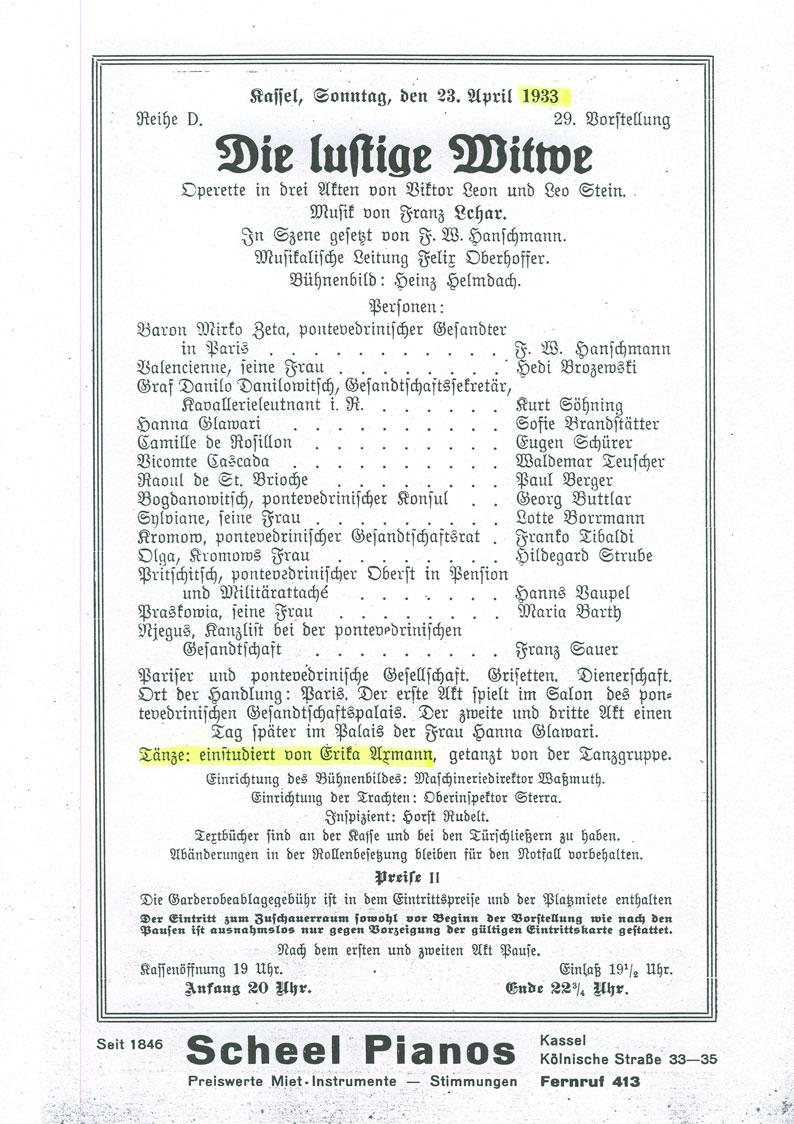 Kassel, Sonntag, den 23. April 1933
Reihe D. 29. Vorstellung
Die lustige Witwe
Operette in drei Akten von Viktor Leon und Leo Stein.
Musik von Franz Lehar.
In Szene gesetzt von F. W. Hanschmann.
Musikalische Leitung Felix Oberhoffer.
Bühnenbild: Heinz Helmdach.
Personen:
Baron Mirko Zeta, pontevedrinischer Gesandter
in Paris . . . . . . . . . . . F. W. Hanschmann
Valencienne, seine Frau . . . . . . . . Hedi Brozewski
Graf Danilo Danilowitsch, Gesandtschaftssekretär,
Kavallerieleutnant i. R. . . . . . . Kurt Söhning
Hanna Glawari . . . . . . . . . . Sofie Brandstätter
Camille de Rosillon . . . . . . . . . Eugen Schürer
Vicomte Cascada . . . . . . . . . . Waldemar Teuscher
Raoul de St. Brioche . . . . . . . . . Paul Berger
Bogdanowitsch, pontevedrinischer Konsul . . Georg Buttlar
Sylviane, seine Frau . . . . . . . . . Lotte Borrmann
Kromow, pontevedrinischer Gesandtschaftsrat . Franko Tibaldi
Olga, Kromows Frau . . . . . . . . Hildegard Strube
Pritschitsch, pontevedrinischer Oberst in Pension
und Militärattaché . . . . . . . Hanns Vaupel
Praskowia, seine Frau . . . . . . . . Maria Barth
Njegus, Kanzlist bei der pontevedrinischen
Gesandtschaft . . . . . . . . . Franz Sauer
Pariser und pontevedrinische Gesellschaft. Grisetten. Dienerschaft.
Ort der Handlung: Paris. Der erste Akt spielt im Salon des pon-
tevedrinischen Gesandtschaftspalais. Der zweite und dritte Akt einen
Tag später im Palais der Frau Hanna Glawari.
Tänze: einstudiert von Erika Axmann, getanzt von der Tanzgruppe.
Einrichtung des Bühnenbildes: Maschineriedirektor Waßmuth.
Einrichtung der Trachten: Oberinspektor Sterra.
Inspizient: Horst Rudelt.
Textbücher sind an der Kasse und bei den Türschließern zu haben.
Abänderungen in der Rollenbesetzung bleiben für den Notfall vorbehalten.
Preise II
Die Garderobeablagegebühr ist in dem Eintrittspreise und der Platzmiete enthalten
Der Eintritt zum Zuschauerraum sowohl vor Beginn der Vorstellung wie nach den
Pausen ist ausnahmslos nur gegen Vorzeigung der gültigen Eintrittskarte gestattet.
Nach dem ersten und zweiten Akt Pause.
Kassenöffnung 19 Uhr. Einlaß 19½ Uhr.
Anfang 20 Uhr. Ende 22¾ Uhr.
Seit 1846 Scheel Pianos Kassel
Kölnische Straße 33—35
Preiswerte Miet-Instrumente — Stimmungen Fernruf 413